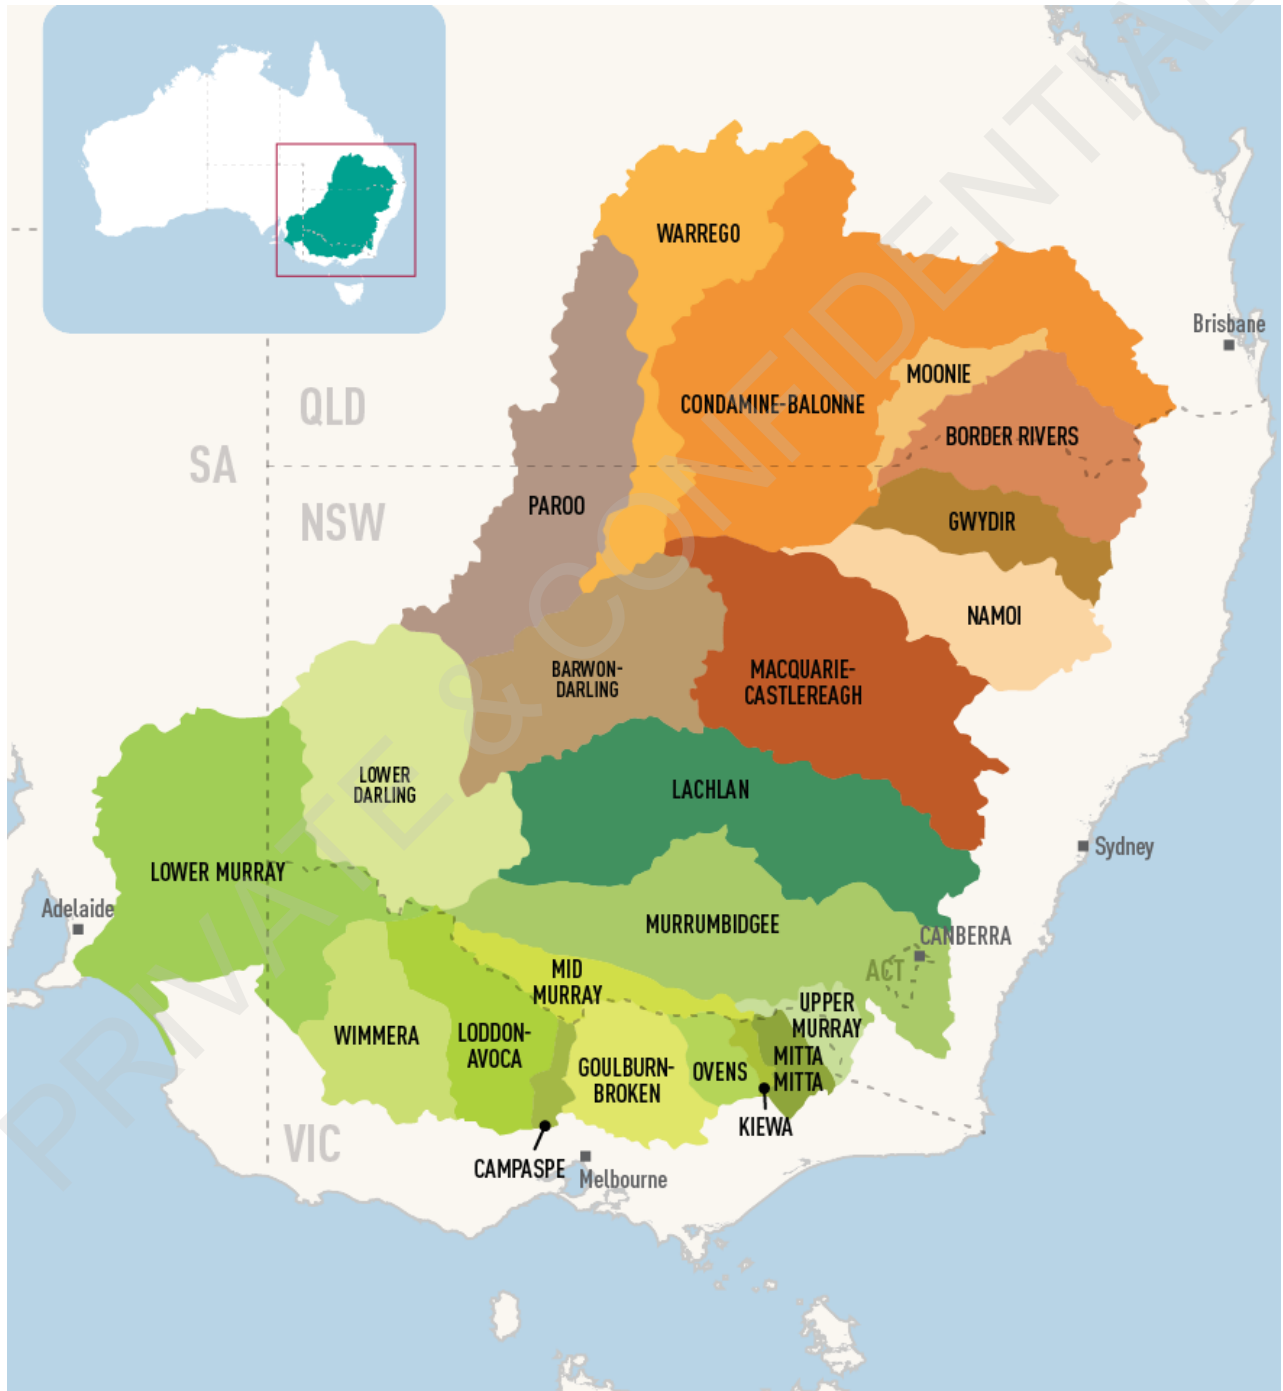 WARREGO
Brisbane
MOONIE
QLD
CONDAMINE-BALONNE
BORDER RIVERS
SA
PAROO
NSW
GWYDIR
NAMOI
BARWON-
DARLING
MACQUARIE-
CASTLEREAGH
LOWER
DARLING
LACHLAN
Sydney
LOWER MURRAY
Adelaide
MURRUMBIDGEE
CANBERRA
ACT
MID
MURRAY
UPPER
MURRAY
WIMMERA
LODDON-
AVOCA
GOULBURN-
BROKEN
OVENS
MITTA
MITTA
KIEWA
VIC
CAMPASPE
Melbourne
PRIVATE & CONFIDENTIAL